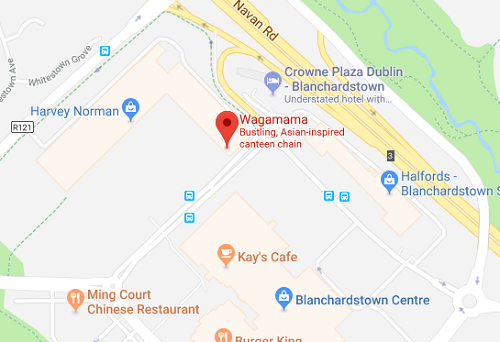 Navan Rd
Whitestown Grove
Crowne Plaza Dublin
- Blanchardstown
Understated hotel with...
Harvey Norman
Wagamama
Bustling, Asian-inspired
canteen chain
R121
3
Halfords -
Blanchardstown S
Kay's Cafe
Ming Court
Chinese Restaurant
Blanchardstown Centre
Burger King